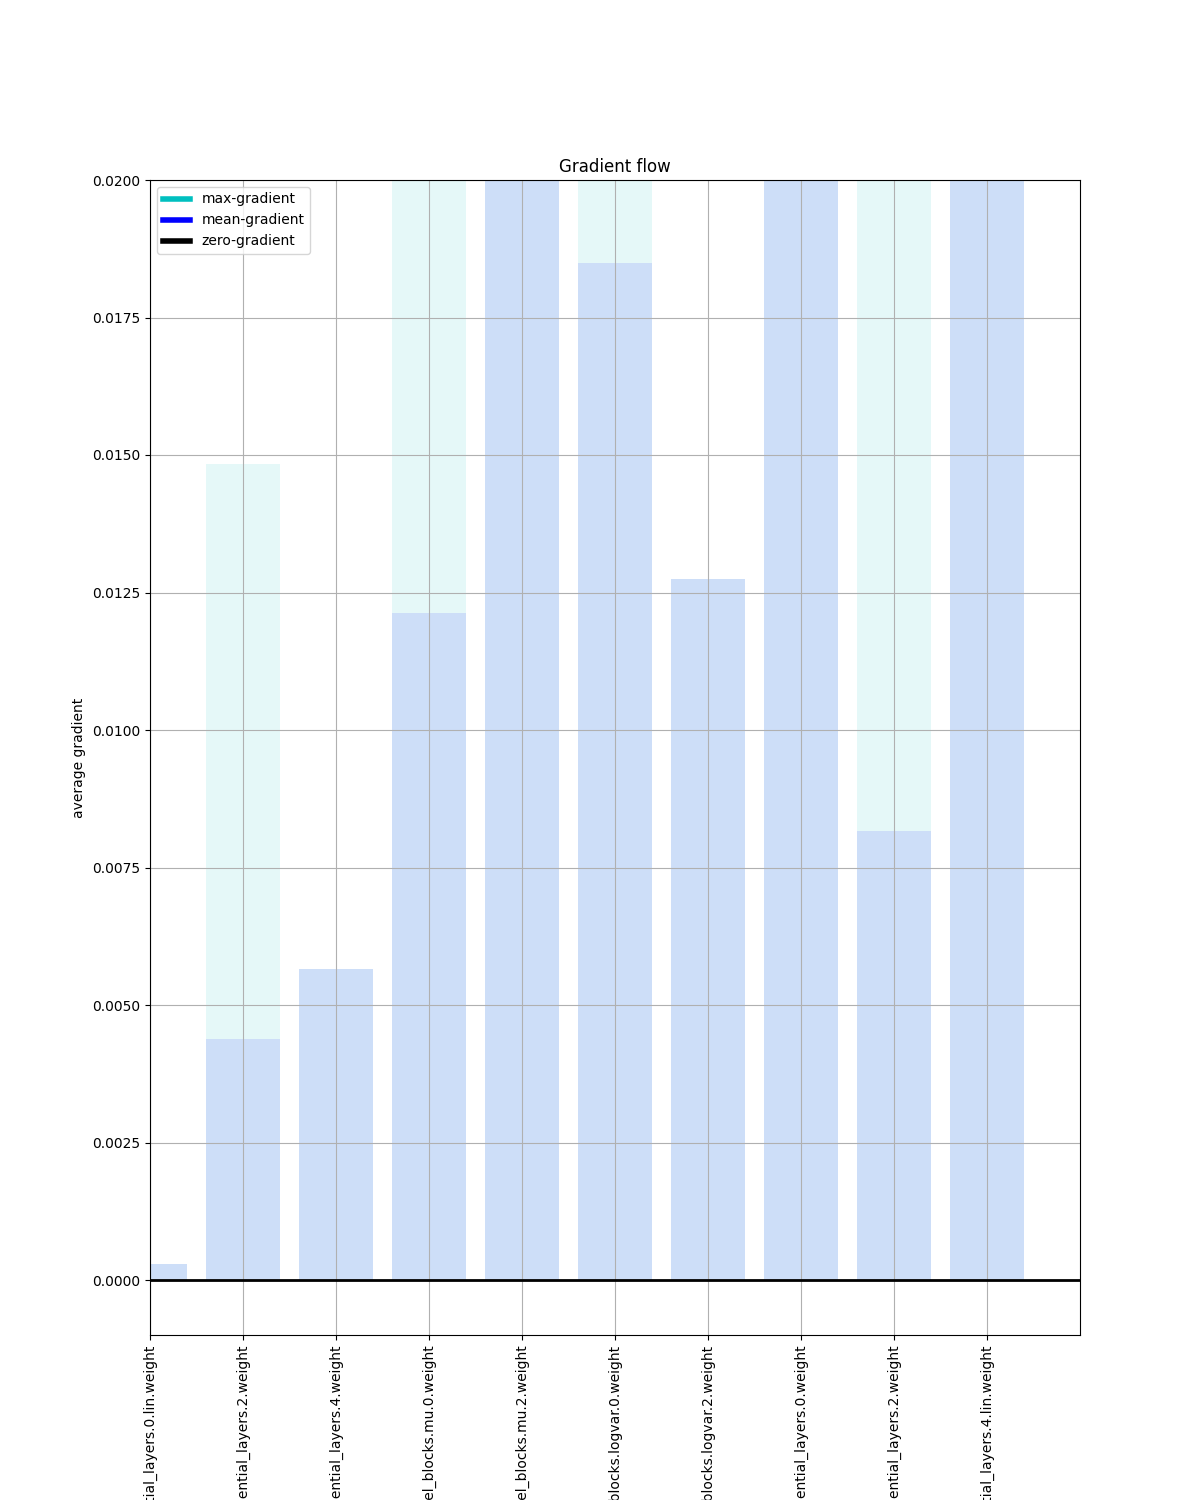 Gradient flow
max-gradient
mean-gradient
zero-gradient
0.0200
0.0175
0.0150
0.0125
0.0100
0.0075
0.0050
0.0025
0.0000
average gradient
tial_layers.0.lin.weight
ential_layers.2.weight
ential_layers.4.weight
el_blocks.mu.0.weight
el_blocks.mu.2.weight
blocks.logvar.0.weight
blocks.logvar.2.weight
ential_layers.0.weight
ential_layers.2.weight
tial_layers.4.lin.weight